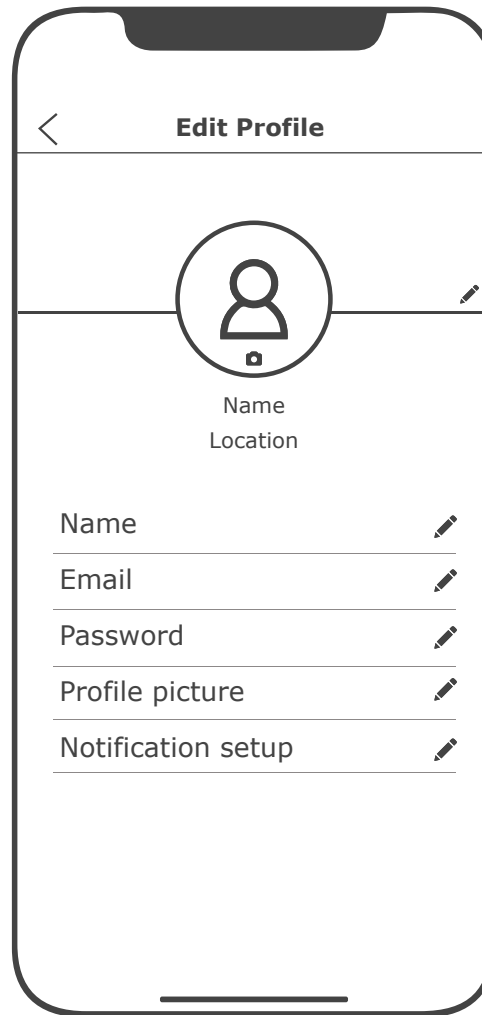 Edit Profile
Name
Location
Name
Email
Password
Profile picture
Notification setup